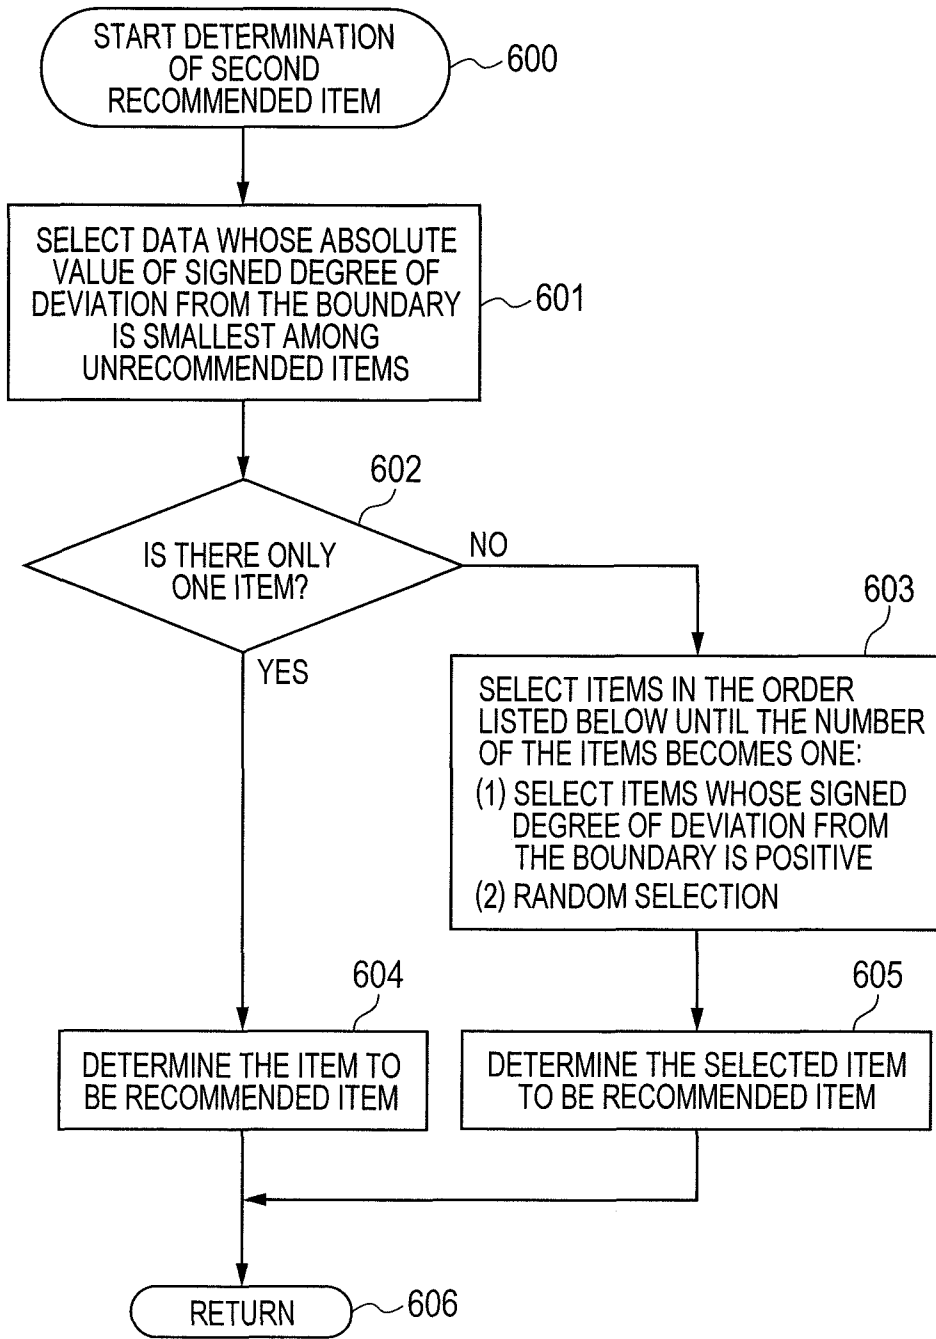 START DETERMINATION
OF SECOND
RECOMMENDED ITEM
600
SELECT DATA WHOSE ABSOLUTE
VALUE OF SIGNED DEGREE OF
DEVIATION FROM THE BOUNDARY
IS SMALLEST AMONG
UNRECOMMENDED ITEMS
601
602
IS THERE ONLY
ONE ITEM?
NO
YES
603
SELECT ITEMS IN THE ORDER
LISTED BELOW UNTIL THE NUMBER
OF THE ITEMS BECOMES ONE:
(1) SELECT ITEMS WHOSE SIGNED
DEGREE OF DEVIATION FROM
THE BOUNDARY IS POSITIVE
(2) RANDOM SELECTION
604
DETERMINE THE ITEM TO
BE RECOMMENDED ITEM
605
DETERMINE THE SELECTED ITEM
TO BE RECOMMENDED ITEM
RETURN
606